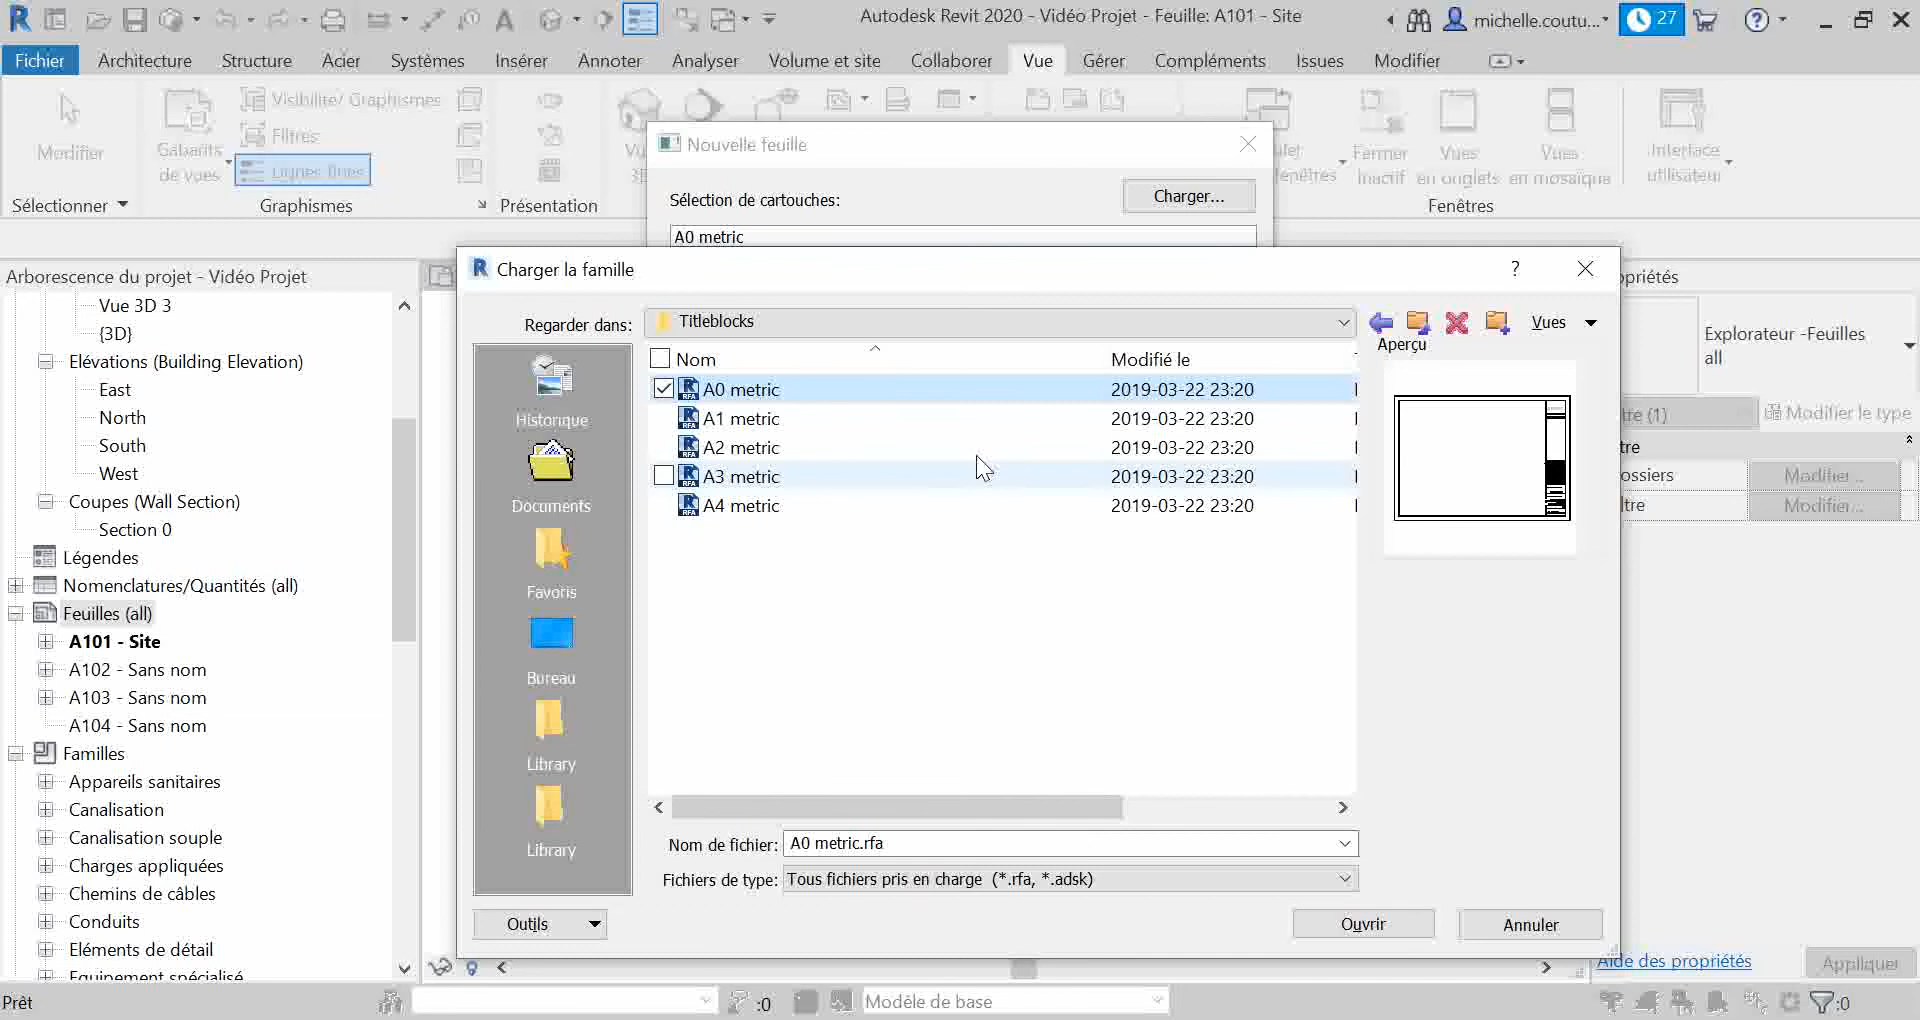 Autodesk Revit 2020 - Vidéo Projet - Feuille: A101 - Site
michelle.coutu...
27
Fichier
Architecture
Structure
Acier
Systèmes
Insérer
Annoter
Analyser
Volume et site
Collaborer
Vue
Gérer
Compléments
Issues
Modifier
Modifier
Gabarits
de vues
Visibilité/ Graphismes
Filtres
Lignes fines
Fermer
inactif
Vues
en onglets
Vues
en mosaïque
Interface
utilisateur
Sélectionner
Graphismes
Présentation
Fenêtres
Nouvelle feuille
Sélection de cartouches:
Charger...
A0 metric
Arborescence du projet - Vidéo Projet
Vue 3D 3
{3D}
Elévations (Building Elevation)
East
North
South
West
Coupes (Wall Section)
Section 0
Légendes
Nomenclatures/Quantités (all)
Feuilles (all)
A101 - Site
A102 - Sans nom
A103 - Sans nom
A104 - Sans nom
Familles
Appareils sanitaires
Canalisation
Canalisation souple
Charges appliquées
Chemins de câbles
Conduits
Eléments de détail
Equipement spécialisé
Charger la famille
?
Regarder dans:
Titleblocks
Vues
Nom
Modifié le
Aperçu
A0 metric 2019-03-22 23:20
A1 metric 2019-03-22 23:20
A2 metric 2019-03-22 23:20
A3 metric 2019-03-22 23:20
A4 metric 2019-03-22 23:20
Historique
Documents
Favoris
Bureau
Library
Library
Nom de fichier:
A0 metric.rfa
Fichiers de type:
Tous fichiers pris en charge (*.rfa, *.adsk)
Outils
Ouvrir
Annuler
opriétés
Explorateur -Feuilles
all
tre (1)
Modifier le type
tre
ossiers
Modifier...
ltre
Modifier...
Aide des propriétés
Appliquer
Prêt
:0
Modèle de base
:0